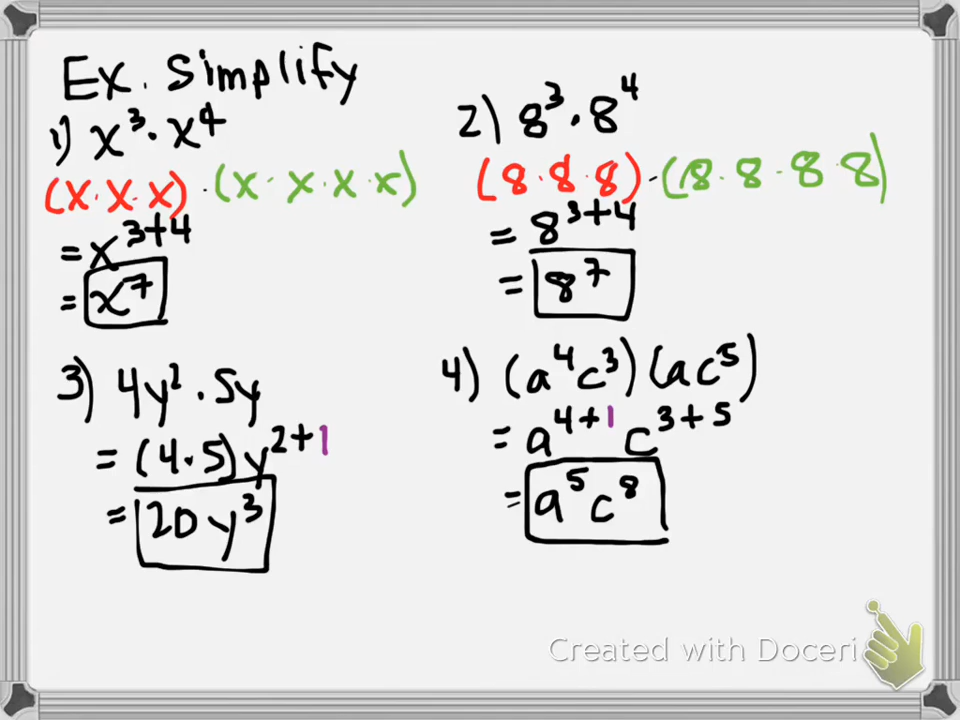 Ex. Simplify
1) x³ · x⁴
(x · x · x) · (x · x · x · x)
= x³⁺⁴
= x⁷
2) 8³ · 8⁴
(8 · 8 · 8) · (8 · 8 · 8 · 8)
= 8³⁺⁴
= 8⁷
3) 4y² · 5y
= (4 · 5) y²⁺¹
= 20y³
4) (a⁴c³)(ac⁵)
= a⁴⁺¹ c³⁺⁵
= a⁵c⁸
Created with Doceri